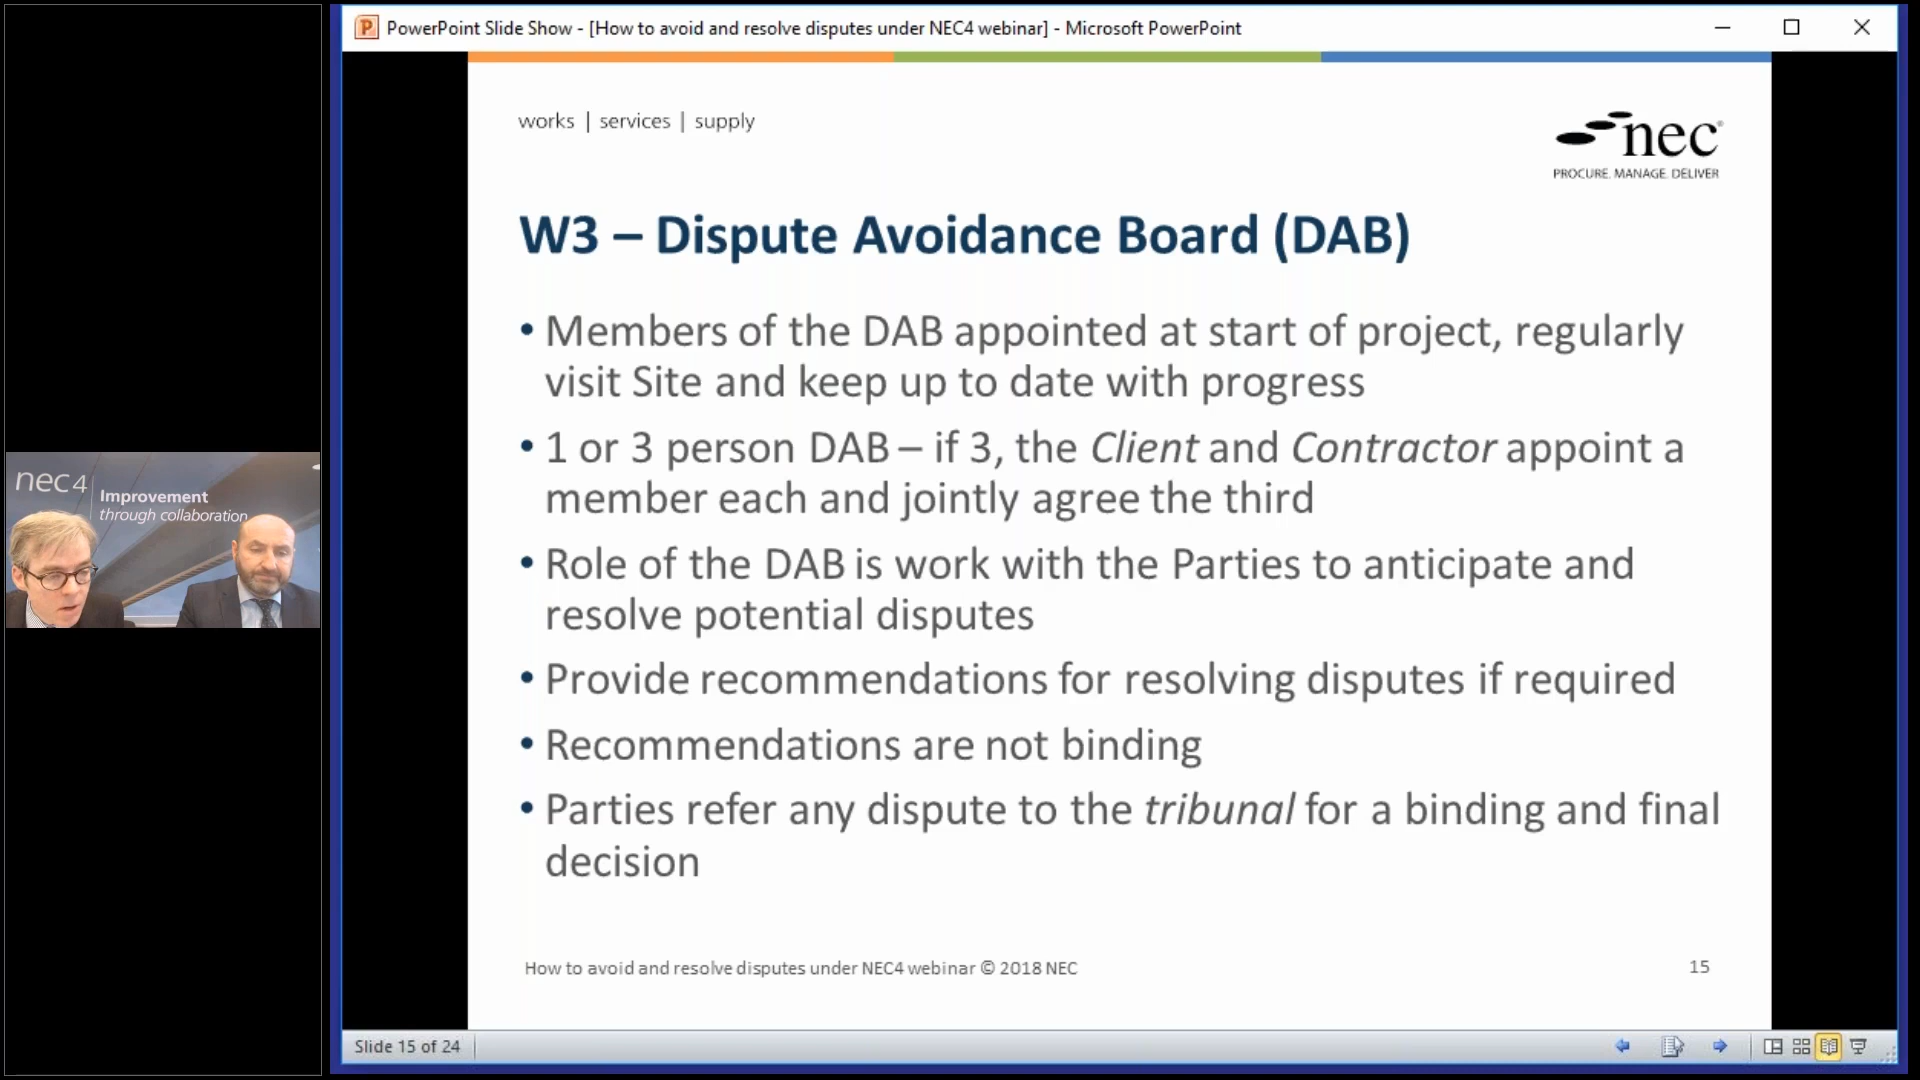 PowerPoint Slide Show - [How to avoid and resolve disputes under NEC4 webinar] - Microsoft PowerPoint
works | services | supply
nec
PROCURE. MANAGE. DELIVER
W3 – Dispute Avoidance Board (DAB)
• Members of the DAB appointed at start of project, regularly
visit Site and keep up to date with progress
• 1 or 3 person DAB – if 3, the Client and Contractor appoint a
member each and jointly agree the third
• Role of the DAB is work with the Parties to anticipate and
resolve potential disputes
• Provide recommendations for resolving disputes if required
• Recommendations are not binding
• Parties refer any dispute to the tribunal for a binding and final
decision
How to avoid and resolve disputes under NEC4 webinar © 2018 NEC
15
Slide 15 of 24
nec4
Improvement
through collaboration